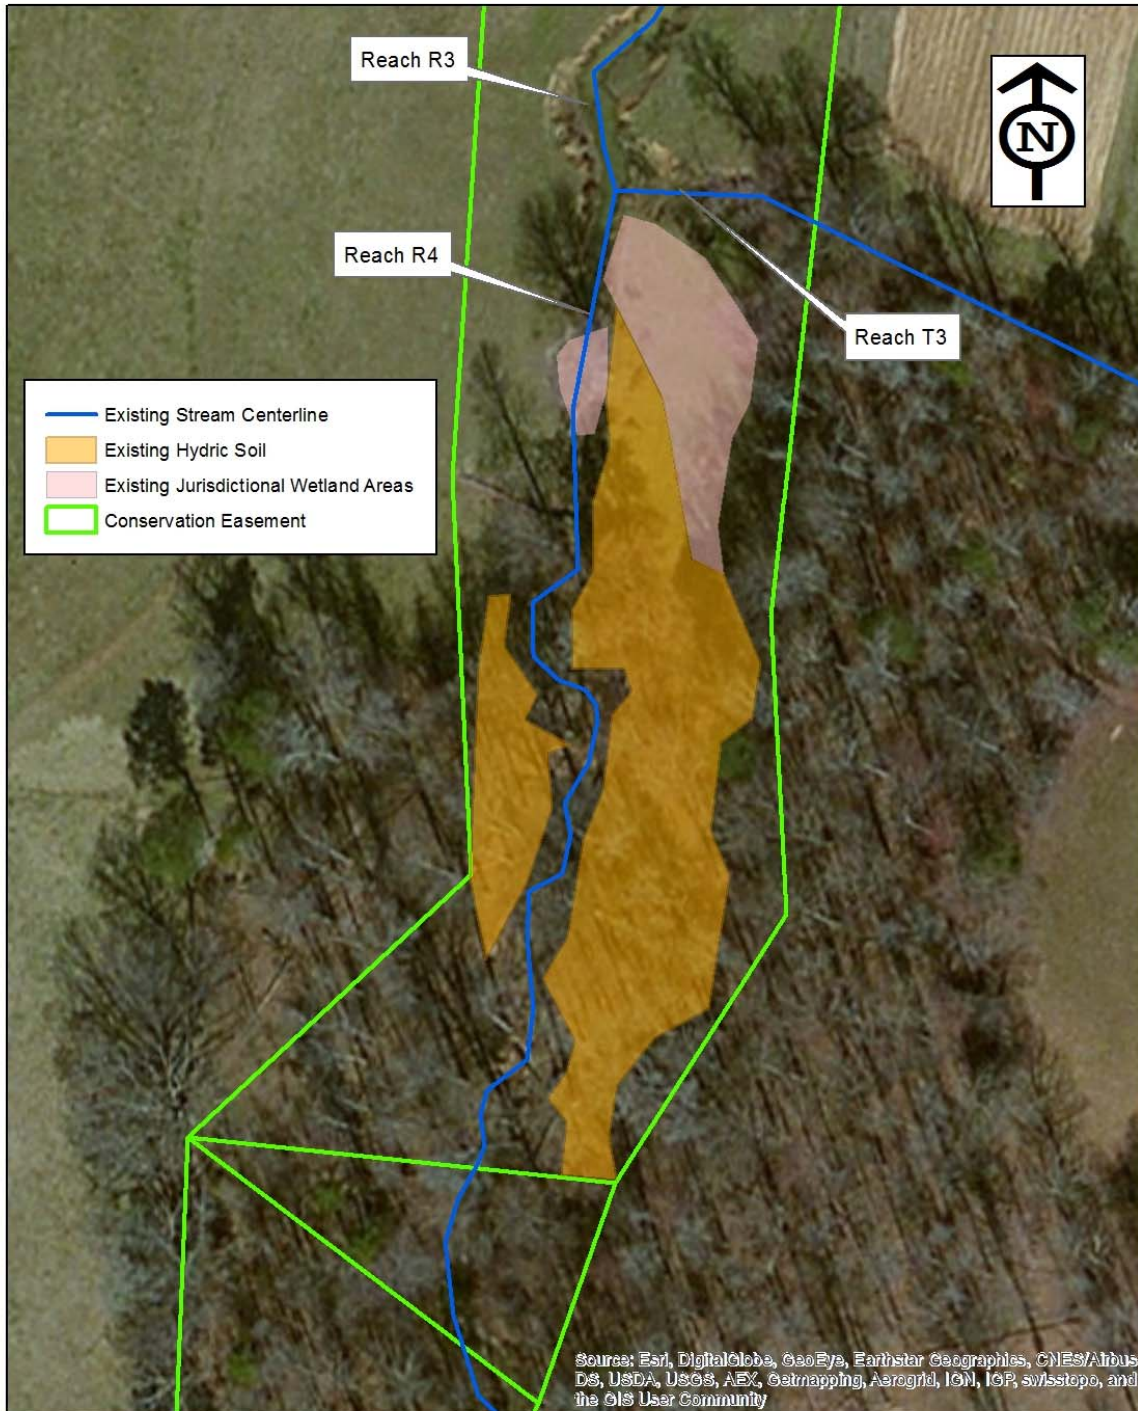 Reach R3
N
Reach R4
Reach T3
Existing Stream Centerline
Existing Hydric Soil
Existing Jurisdictional Wetland Areas
Conservation Easement
Source: Esri, DigitalGlobe, GeoEye, Earthstar Geographics, CNES/Airbus
DS, USDA, USGS, AEX, Getmapping, Aerogrid, IGN, IGP, swisstopo, and
the GIS User Community